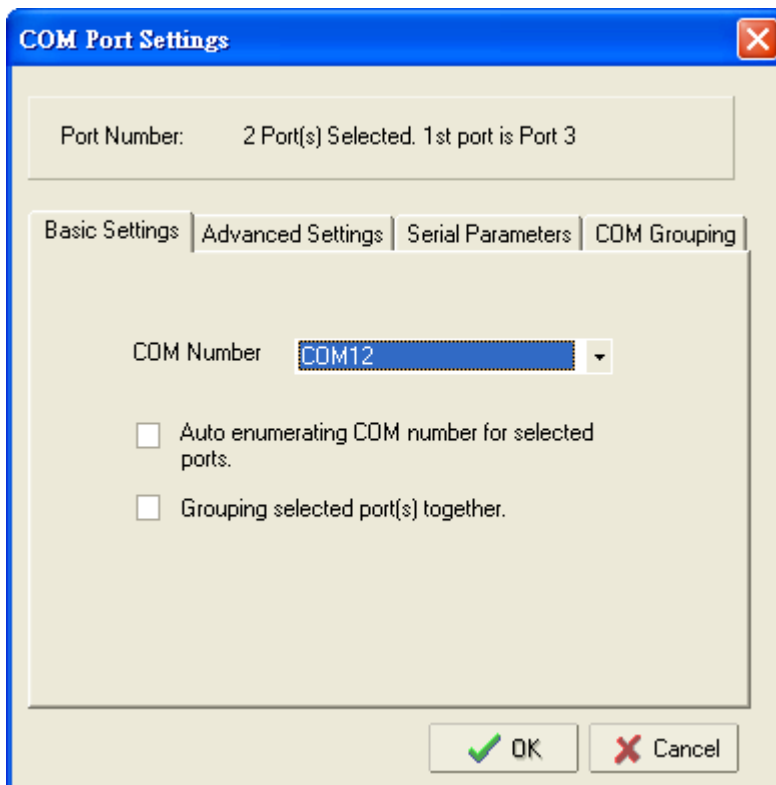 COM Port Settings
Port Number: 2 Port(s) Selected. 1st port is Port 3
Basic Settings Advanced Settings Serial Parameters COM Grouping
COM Number COM12
Auto enumerating COM number for selected
ports.
Grouping selected port(s) together.
OK Cancel